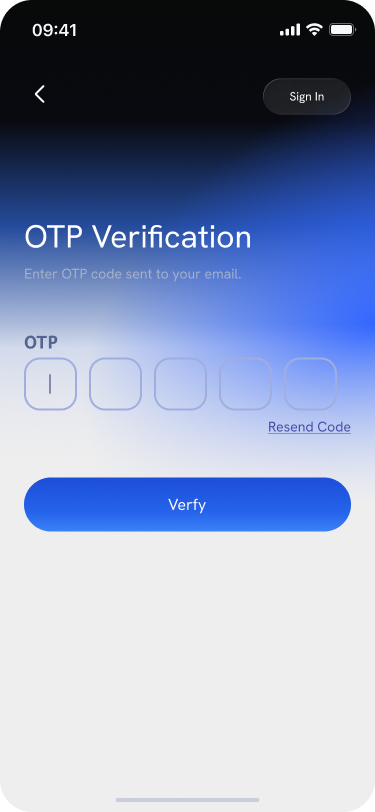 09:41
Sign In
OTP Verification
Enter OTP code sent to your email.
OTP
Resend Code
Verfy